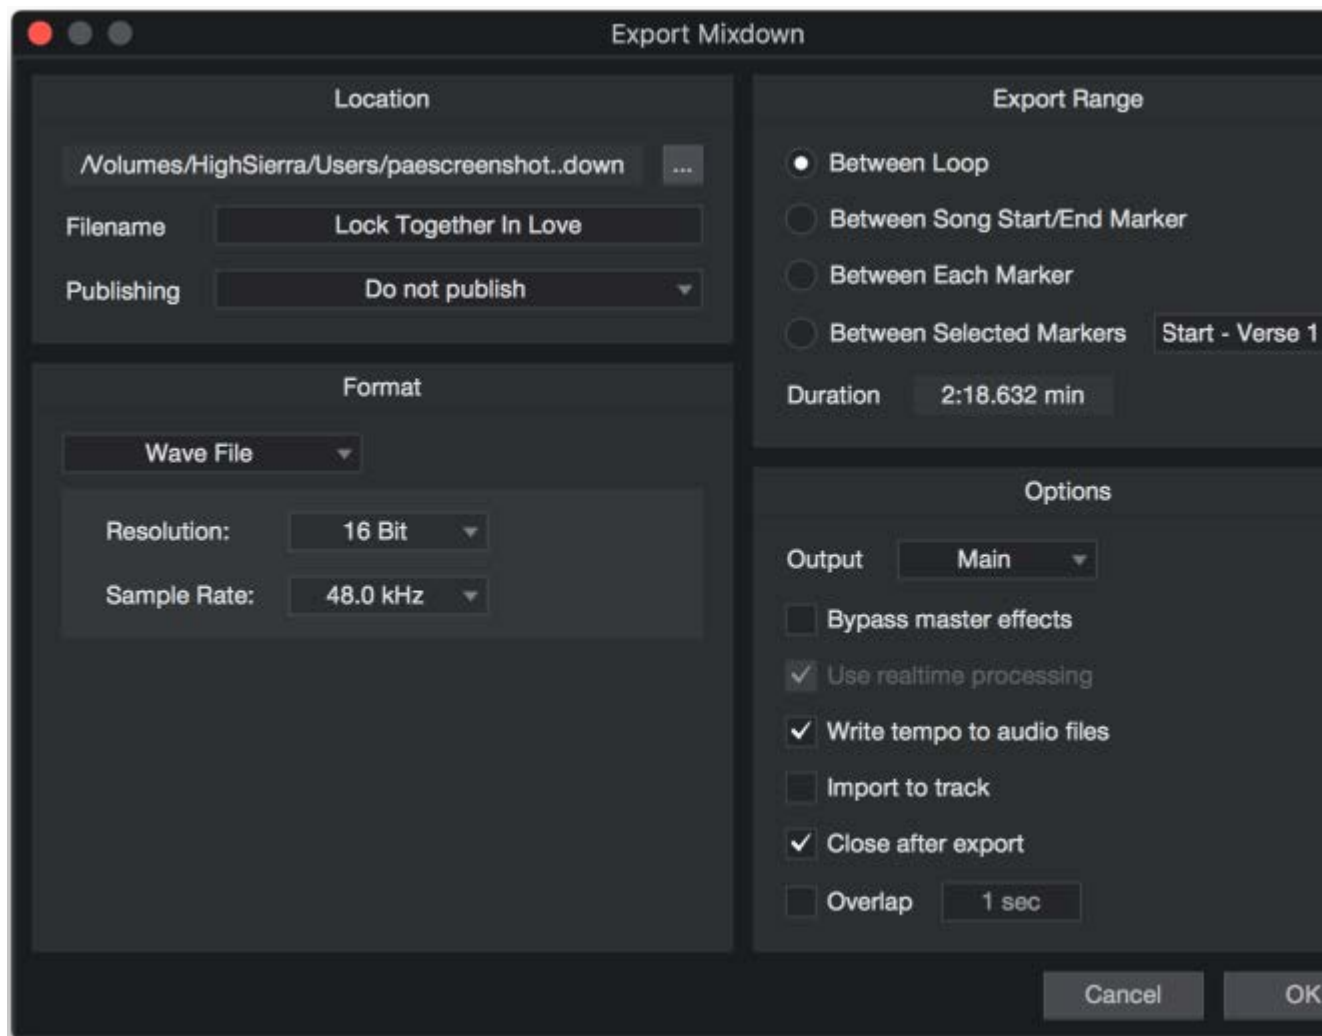 Export Mixdown
Location
/Volumes/HighSierra/Users/paescreenshot..down
...
Filename
Lock Together In Love
Publishing
Do not publish
Format
Wave File
Resolution:
16 Bit
Sample Rate:
48.0 kHz
Export Range
Between Loop
Between Song Start/End Marker
Between Each Marker
Between Selected Markers
Start - Verse 1
Duration
2:18.632 min
Options
Output
Main
Bypass master effects
Use realtime processing
Write tempo to audio files
Import to track
Close after export
Overlap
1 sec
Cancel
OK